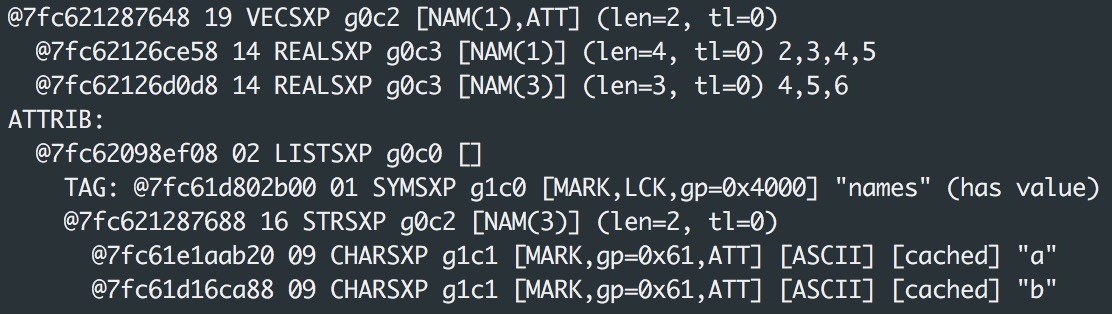 @7fc621287648 19 VECSXP g0c2 [NAM(1),ATT] (len=2, tl=0)
@7fc62126ce58 14 REALSXP g0c3 [NAM(1)] (len=4, tl=0) 2,3,4,5
@7fc62126d0d8 14 REALSXP g0c3 [NAM(3)] (len=3, tl=0) 4,5,6
ATTRIB:
@7fc62098ef08 02 LISTSXP g0c0 []
TAG: @7fc61d802b00 01 SYMSXP g1c0 [MARK,LCK,gp=0x4000] "names" (has value)
@7fc621287688 16 STRSXP g0c2 [NAM(3)] (len=2, tl=0)
@7fc61e1aab20 09 CHARSXP g1c1 [MARK,gp=0x61,ATT] [ASCII] [cached] "a"
@7fc61d16ca88 09 CHARSXP g1c1 [MARK,gp=0x61,ATT] [ASCII] [cached] "b"